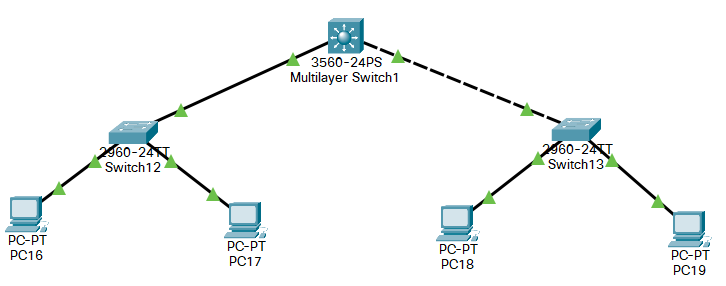 3560-24PS
Multilayer Switch1
2960-24TT
Switch12
2960-24TT
Switch13
PC-PT
PC16
PC-PT
PC17
PC-PT
PC18
PC-PT
PC19